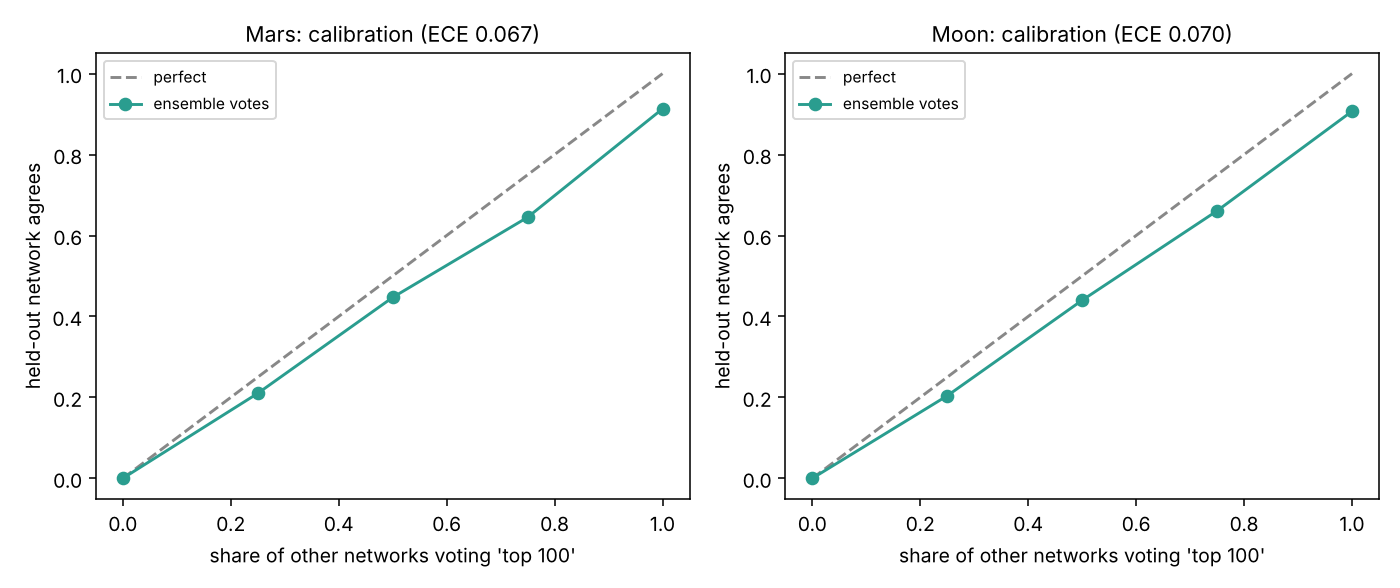 Mars: calibration (ECE 0.067)
perfect
ensemble votes
1.0
0.8
0.6
0.4
0.2
0.0
held-out network agrees
0.0 0.2 0.4 0.6 0.8 1.0
share of other networks voting 'top 100'
Moon: calibration (ECE 0.070)
perfect
ensemble votes
1.0
0.8
0.6
0.4
0.2
0.0
held-out network agrees
0.0 0.2 0.4 0.6 0.8 1.0
share of other networks voting 'top 100'